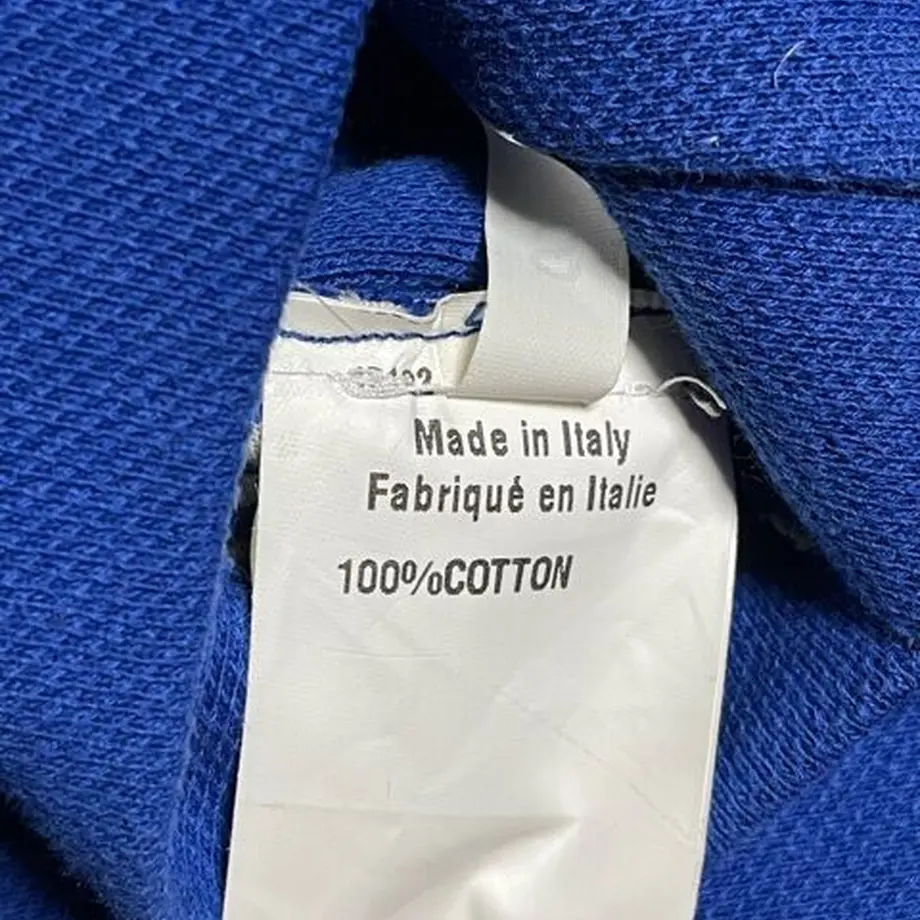 Made in Italy
Fabriqué en Italie
100%COTTON